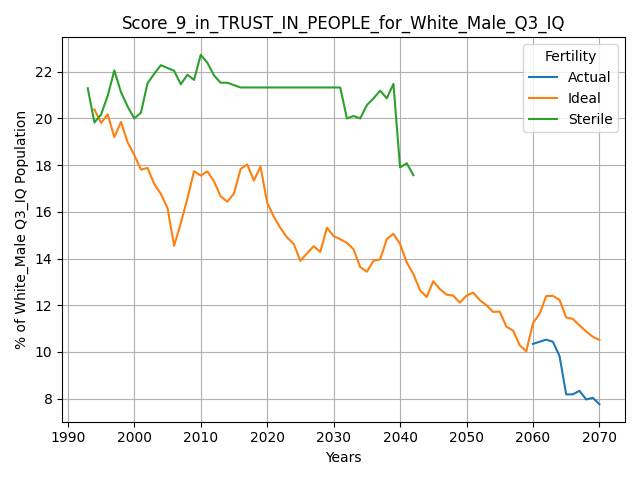 Score_9_in_TRUST_IN_PEOPLE_for_White_Male_Q3_IQ
% of White_Male Q3_IQ Population
22
20
18
16
14
12
10
8
Fertility
Actual
Ideal
Sterile
1990 2000 2010 2020 2030 2040 2050 2060 2070
Years